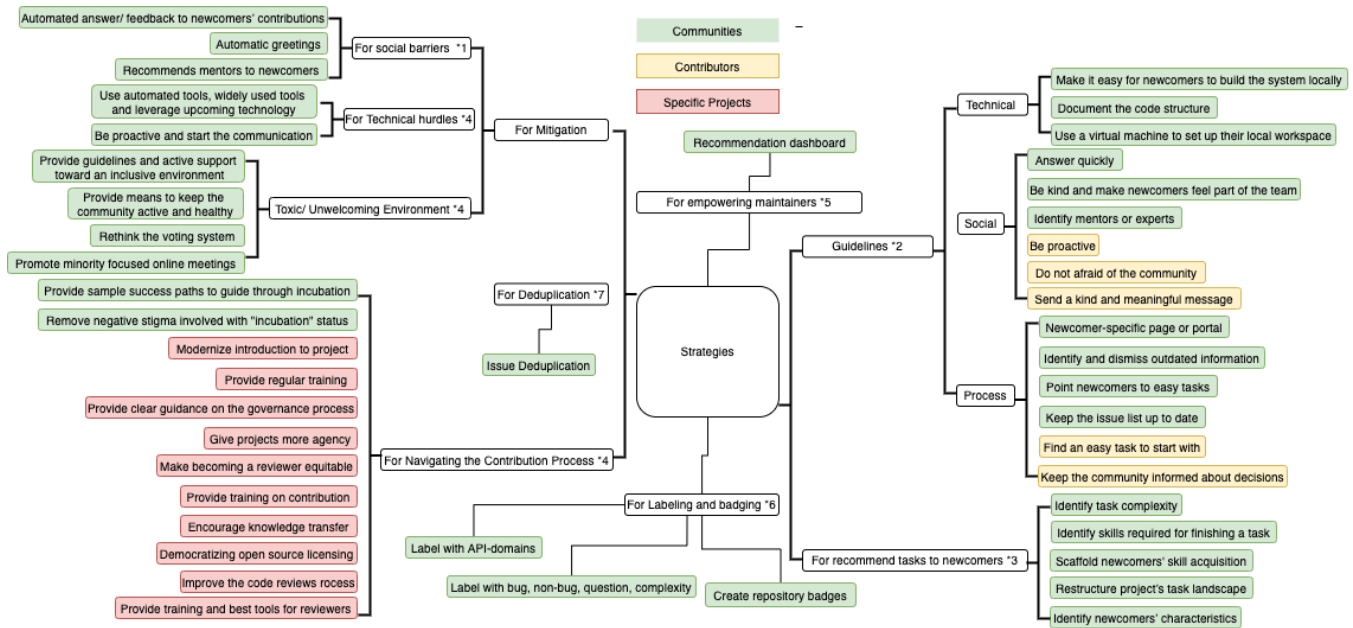 Automated answer/ feedback to newcomers' contributions
Automatic greetings
Recommends mentors to newcomers
For social barriers *1
Use automated tools, widely used tools
and leverage upcoming technology
Be proactive and start the communication
For Technical hurdles *4
Provide guidelines and active support
toward an inclusive environment
Provide means to keep the
community active and healthy
Rethink the voting system
Promote minority focused online meetings
Toxic/ Unwelcoming Environment *4
For Mitigation
Provide sample success paths to guide through incubation
Remove negative stigma involved with "incubation" status
Modernize introduction to project
Provide regular training
Provide clear guidance on the governance process
Give projects more agency
Make becoming a reviewer equitable
Provide training on contribution
Encourage knowledge transfer
Democratizing open source licensing
Improve the code reviews rocess
Provide training and best tools for reviewers
For Navigating the Contribution Process *4
For Deduplication *7
Issue Deduplication
Communities
–
Contributors
Specific Projects
Recommendation dashboard
For empowering maintainers *5
Strategies
For Labeling and badging *6
Label with API-domains
Label with bug, non-bug, question, complexity
Create repository badges
Guidelines *2
Technical
Make it easy for newcomers to build the system locally
Document the code structure
Use a virtual machine to set up their local workspace
Social
Answer quickly
Be kind and make newcomers feel part of the team
Identify mentors or experts
Be proactive
Do not afraid of the community
Send a kind and meaningful message
Process
Newcomer-specific page or portal
Identify and dismiss outdated information
Point newcomers to easy tasks
Keep the issue list up to date
Find an easy task to start with
Keep the community informed about decisions
For recommend tasks to newcomers *3
Identify task complexity
Identify skills required for finishing a task
Scaffold newcomers' skill acquisition
Restructure project's task landscape
Identify newcomers' characteristics